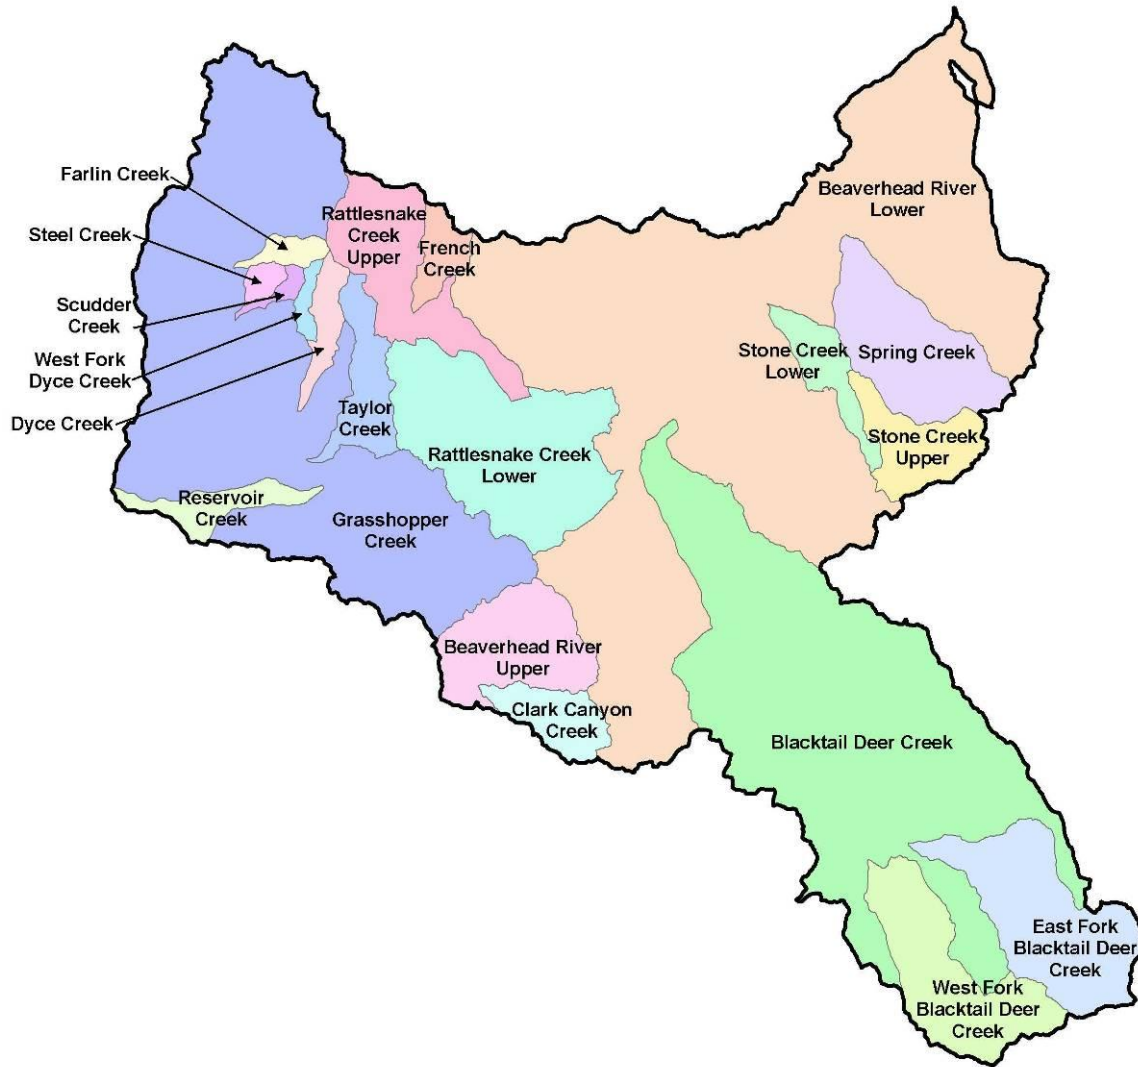 Farlin Creek
Steel Creek
Scudder
Creek
West Fork
Dyce Creek
Dyce Creek
Rattlesnake
Creek
Upper
French
Creek
Beaverhead River
Lower
Stone Creek
Lower
Spring Creek
Stone Creek
Upper
Taylor
Creek
Rattlesnake Creek
Lower
Reservoir
Creek
Grasshopper
Creek
Beaverhead River
Upper
Clark Canyon
Creek
Blacktail Deer Creek
East Fork
Blacktail Deer
Creek
West Fork
Blacktail Deer
Creek